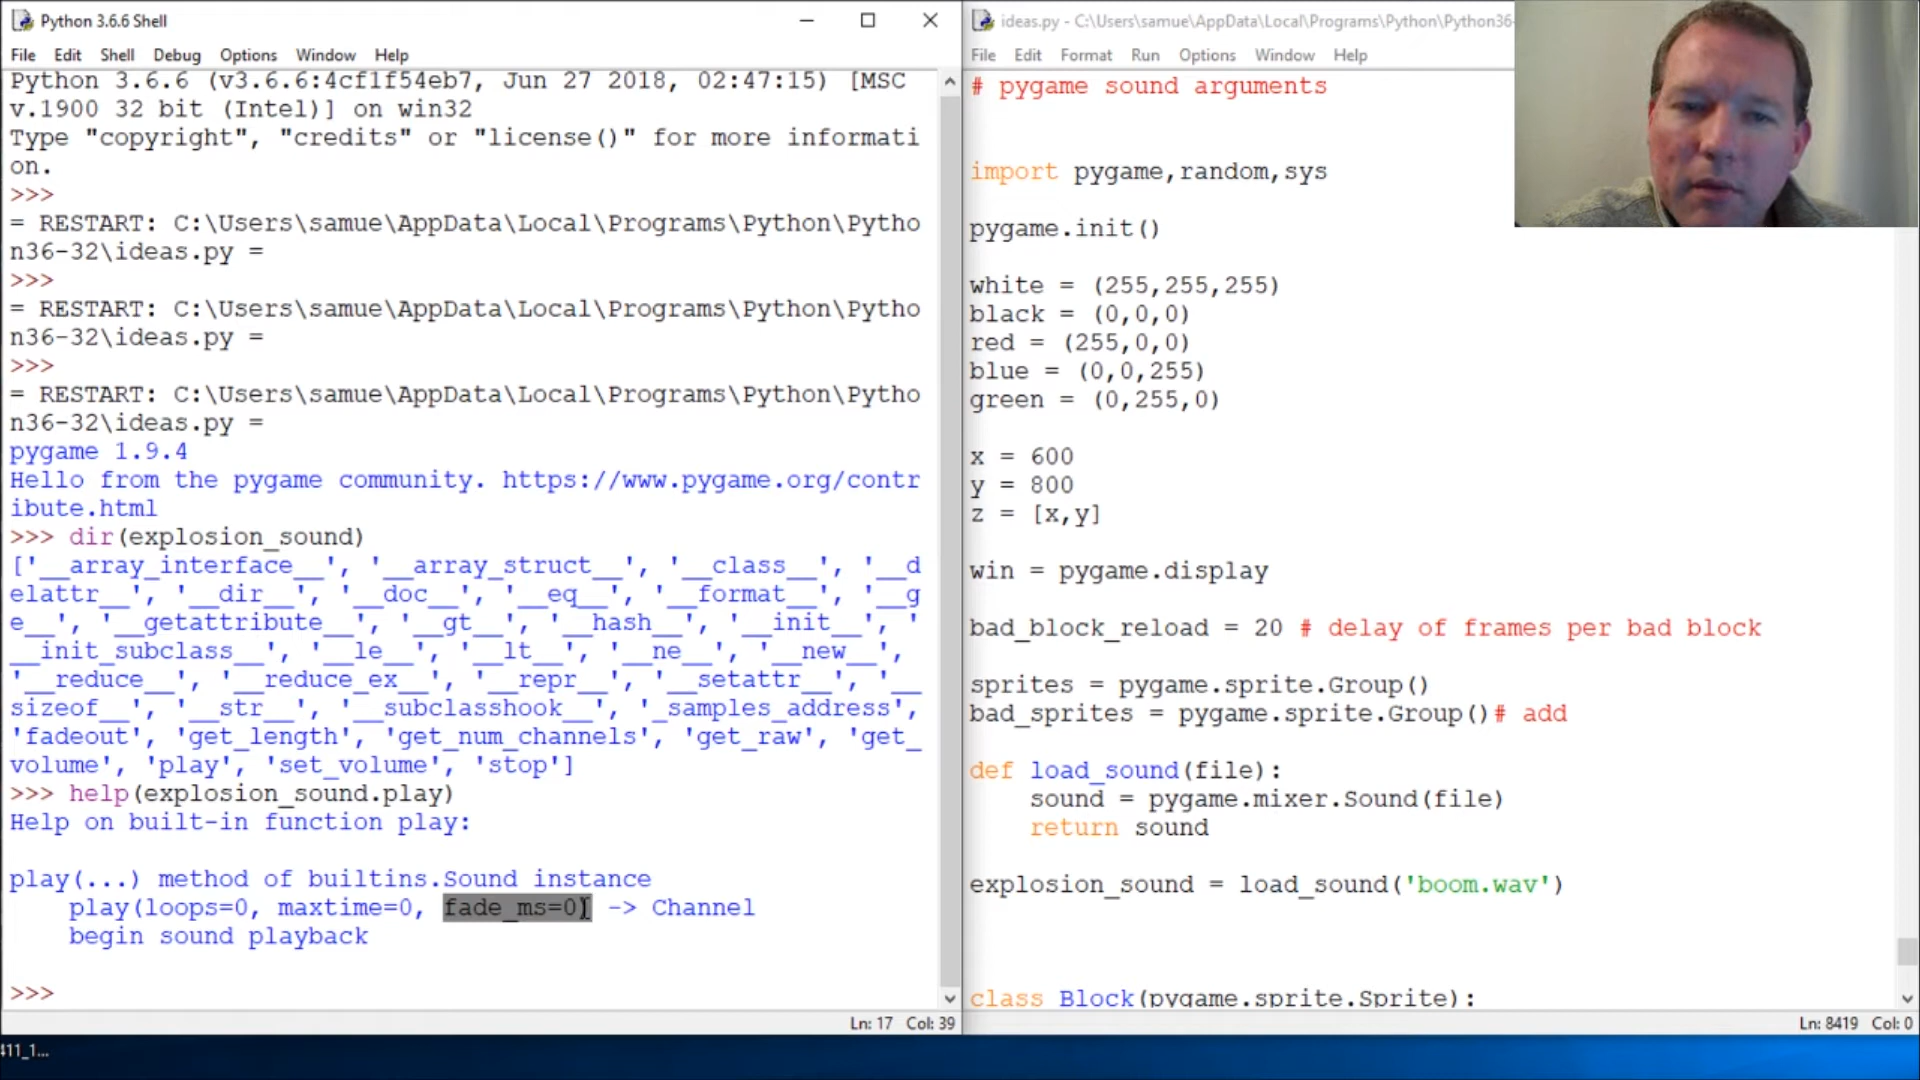 Python 3.6.6 Shell
File Edit Shell Debug Options Window Help
Python 3.6.6 (v3.6.6:4cf1f54eb7, Jun 27 2018, 02:47:15) [MSC
v.1900 32 bit (Intel)] on win32
Type "copyright", "credits" or "license()" for more informati
on.
>>>
= RESTART: C:\Users\samue\AppData\Local\Programs\Python\Pytho
n36-32\ideas.py =
>>>
= RESTART: C:\Users\samue\AppData\Local\Programs\Python\Pytho
n36-32\ideas.py =
>>>
= RESTART: C:\Users\samue\AppData\Local\Programs\Python\Pytho
n36-32\ideas.py =
pygame 1.9.4
Hello from the pygame community. https://www.pygame.org/contr
ibute.html
>>> dir(explosion_sound)
['__array_interface__', '__array_struct__', '__class__', '__d
elattr__', '__dir__', '__doc__', '__eq__', '__format__', '__g
e__', '__getattribute__', '__gt__', '__hash__', '__init__', '
__init_subclass__', '__le__', '__lt__', '__ne__', '__new__',
'__reduce__', '__reduce_ex__', '__repr__', '__setattr__', '__
sizeof__', '__str__', '__subclasshook__', '_samples_address',
'fadeout', 'get_length', 'get_num_channels', 'get_raw', 'get_
volume', 'play', 'set_volume', 'stop']
>>> help(explosion_sound.play)
Help on built-in function play:
play(...) method of builtins.Sound instance
play(loops=0, maxtime=0, fade_ms=0) -> Channel
begin sound playback
>>>
Ln: 17 Col: 39
ideas.py - C:\Users\samue\AppData\Local\Programs\Python\Python36-
File Edit Format Run Options Window Help
# pygame sound arguments
import pygame,random,sys
pygame.init()
white = (255,255,255)
black = (0,0,0)
red = (255,0,0)
blue = (0,0,255)
green = (0,255,0)
x = 600
y = 800
z = [x,y]
win = pygame.display
bad_block_reload = 20 # delay of frames per bad block
sprites = pygame.sprite.Group()
bad_sprites = pygame.sprite.Group()# add
def load_sound(file):
sound = pygame.mixer.Sound(file)
return sound
explosion_sound = load_sound('boom.wav')
class Block(pygame.sprite.Sprite):
Ln: 8419 Col: 0
411_1...